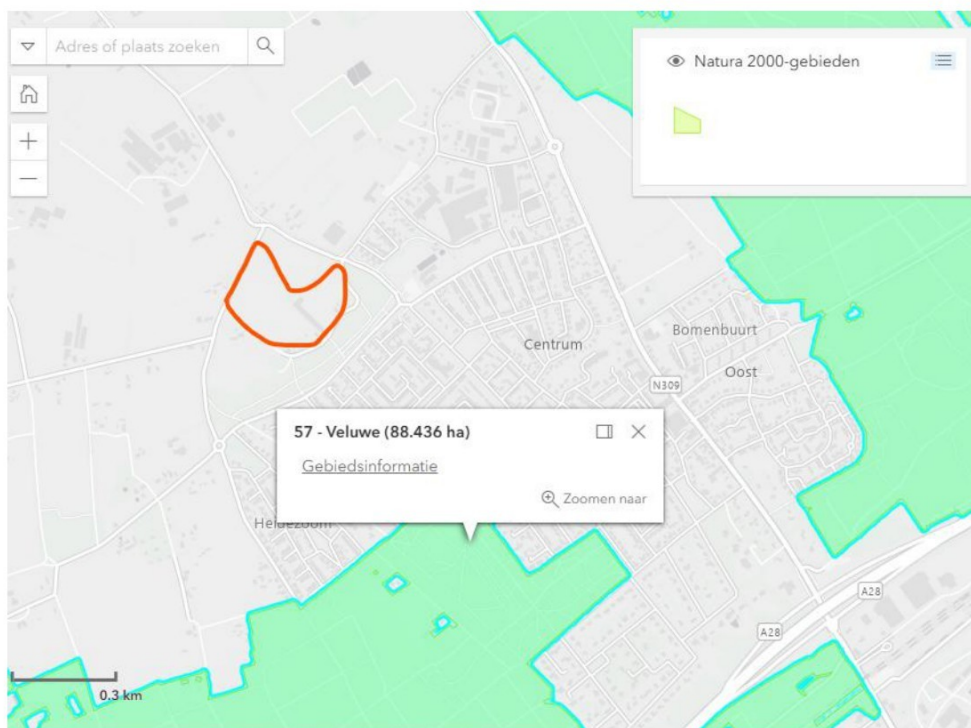 Adres of plaats zoeken
Natura 2000-gebieden
Centrum
Bomenbuurt
Oost
N309
57 - Veluwe (88.436 ha)
Gebiedsinformatie
Zoomen naar
Heidezoom
A28
A28
0.3 km